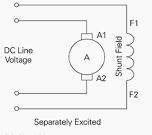 F1
A1
DC Line
Voltage
A
Shunt Field
A2
F2
Separately Excited